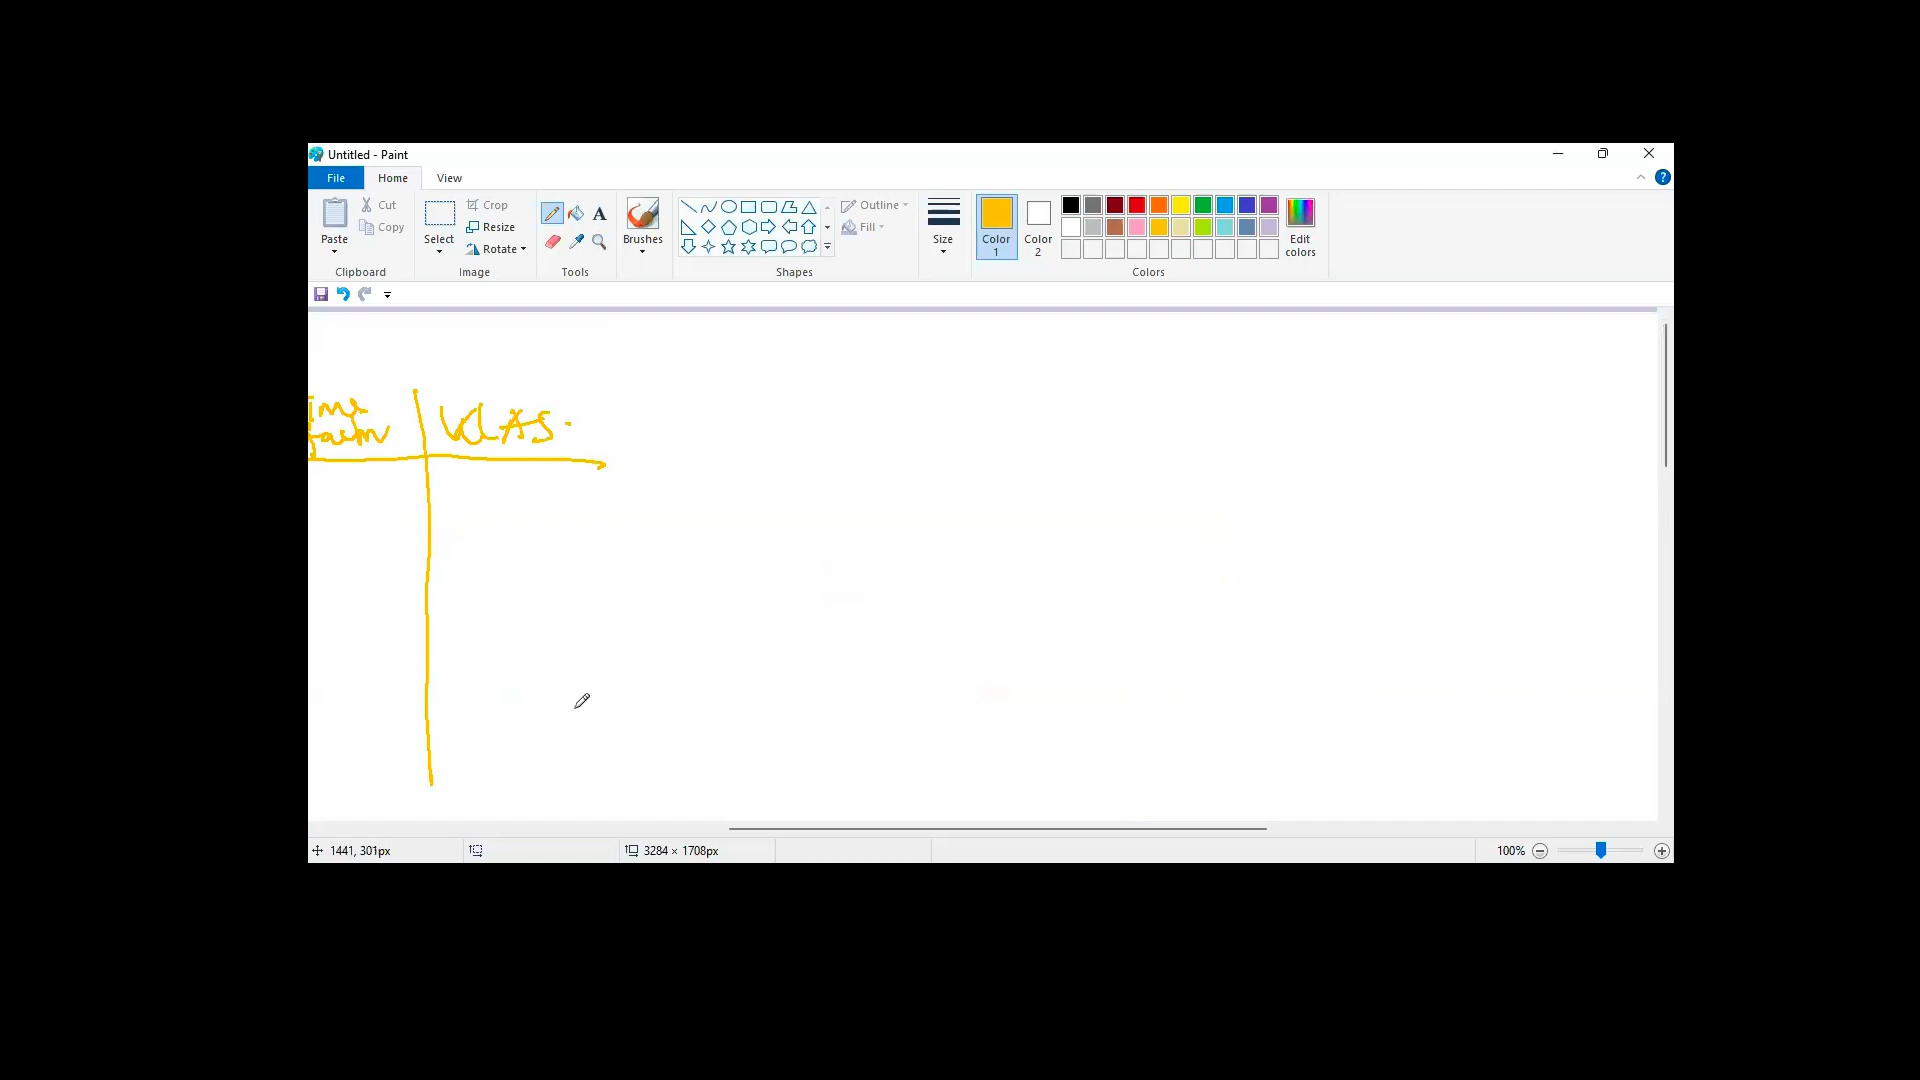 Untitled - Paint
File Home View
Paste
Cut
Copy
Clipboard
Select
Crop
Resize
Rotate
Image
A
Tools
Brushes
Shapes
Outline
Fill
Size
Color 1
Color 2
Edit colors
Colors
1441, 301px
3284 × 1708px
100%